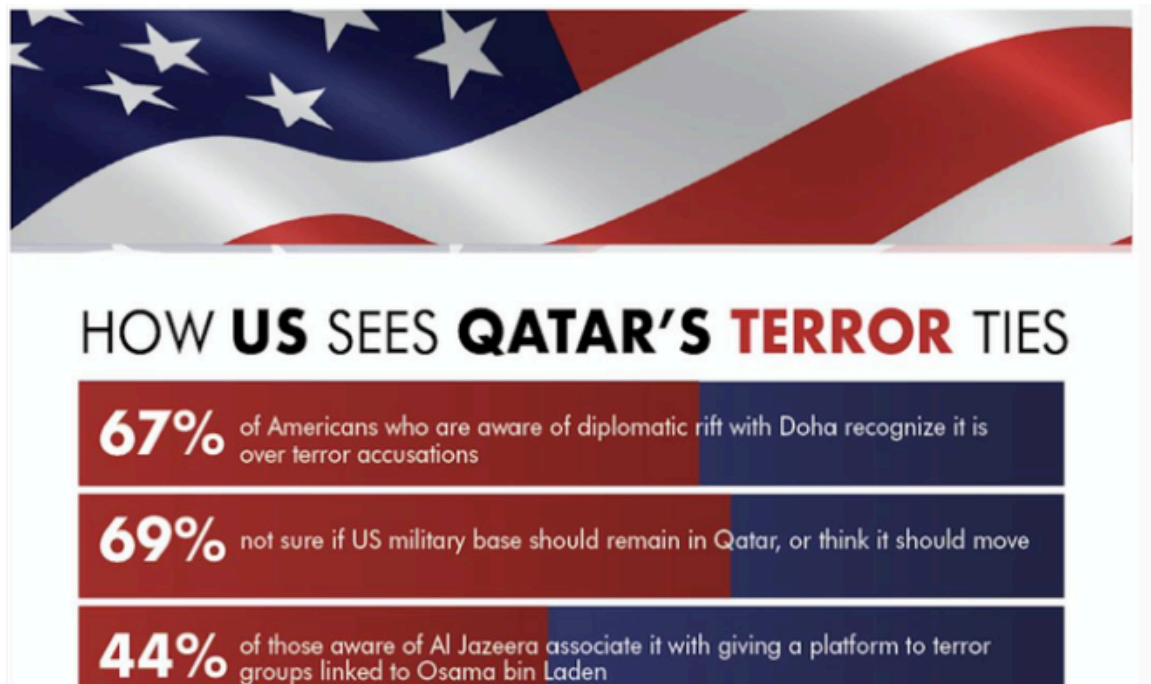 HOW US SEES QATAR'S TERROR TIES
67% of Americans who are aware of diplomatic rift with Doha recognize it is
over terror accusations
69% not sure if US military base should remain in Qatar, or think it should move
44% of those aware of Al Jazeera associate it with giving a platform to terror
groups linked to Osama bin Laden